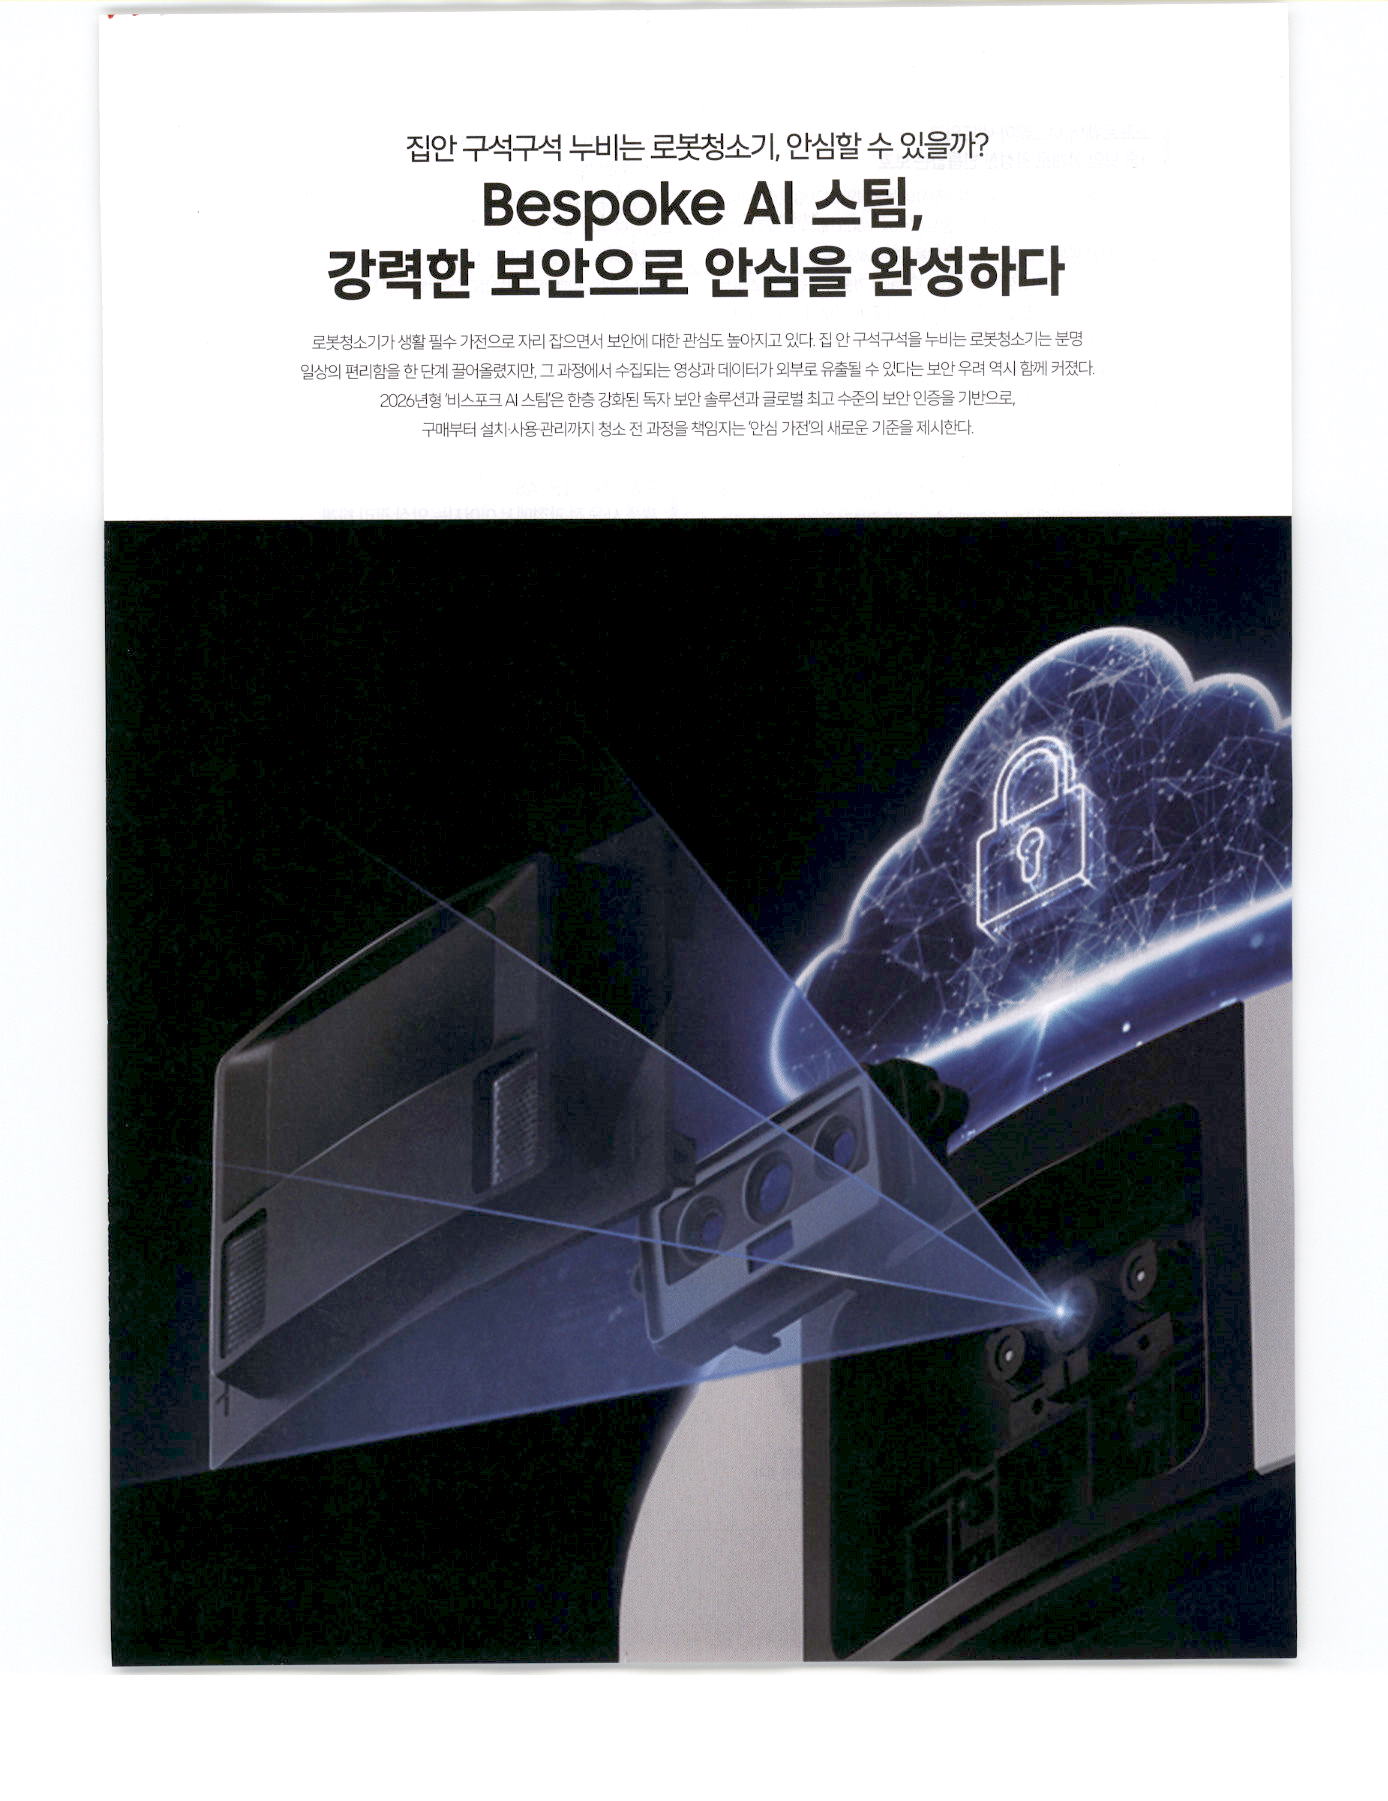 집안 구석구석 누비는 로봇청소기, 안심할 수 있을까?
Bespoke AI 스팀,
강력한 보안으로 안심을 완성하다
로봇청소기가 생활 필수 가전으로 자리 잡으면서 보안에 대한 관심도 높아지고 있다. 집 안 구석구석을 누비는 로봇청소기는 분명
일상의 편리함을 한 단계 끌어올렸지만, 그 과정에서 수집되는 영상과 데이터가 외부로 유출될 수 있다는 보안 우려 역시 함께 커졌다.
2026년형 '비스포크 AI 스팀'은 한층 강화된 독자 보안 솔루션과 글로벌 최고 수준의 보안 인증을 기반으로,
구매부터 설치·사용·관리까지 청소 전 과정을 책임지는 '안심 가전'의 새로운 기준을 제시한다.